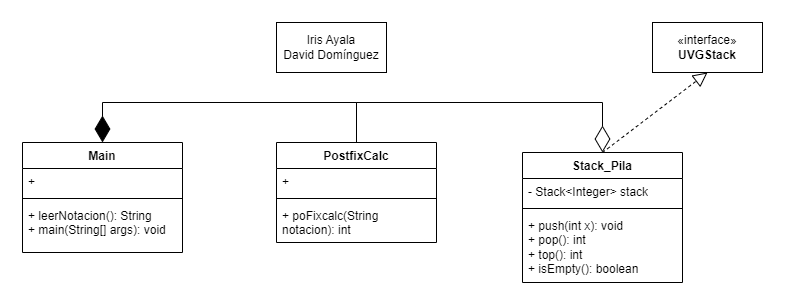 Iris Ayala
David Domínguez
«interface»
UVGStack
Main
+
+ leerNotacion(): String
+ main(String[] args): void
PostfixCalc
+
+ poFixcalc(String
notacion): int
Stack_Pila
- Stack<Integer> stack
+ push(int x): void
+ pop(): int
+ top(): int
+ isEmpty(): boolean